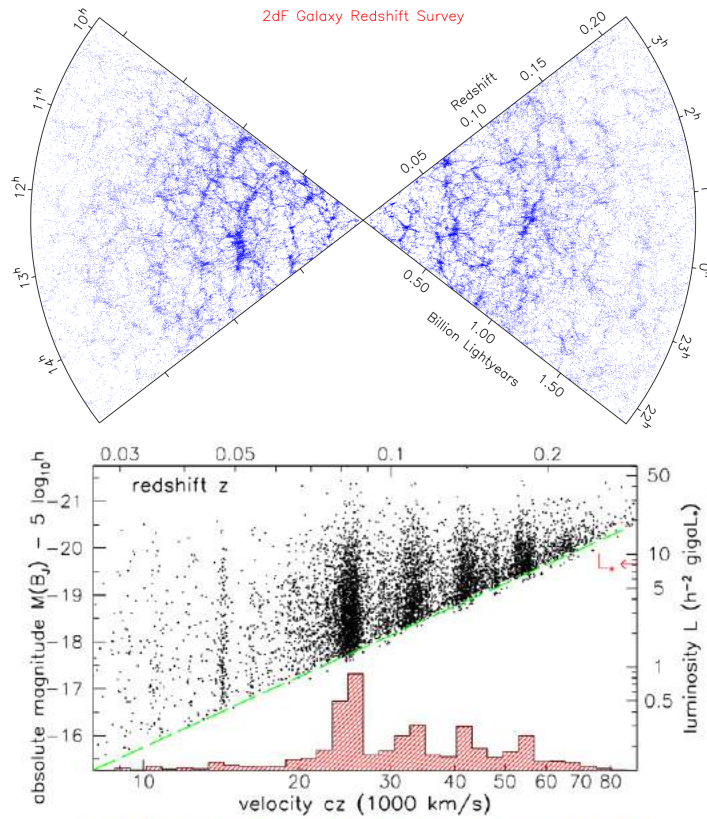 2dF Galaxy Redshift Survey
10h
11h
12h
13h
14h
Redshift
0.05
0.10
0.15
0.20
3h
2h
1
0h
23h
22h
0.50
1.00
1.50
Billion Lightyears
0.03
0.05
0.1
0.2
redshift z
absolute magnitude M(BJ) − 5 log10h
-21
-20
-19
-18
-17
-16
50
10
5
1
0.5
L*
luminosity L (h−2 gigaL*)
10
20
30
40
50
60
70
80
velocity cz (1000 km/s)